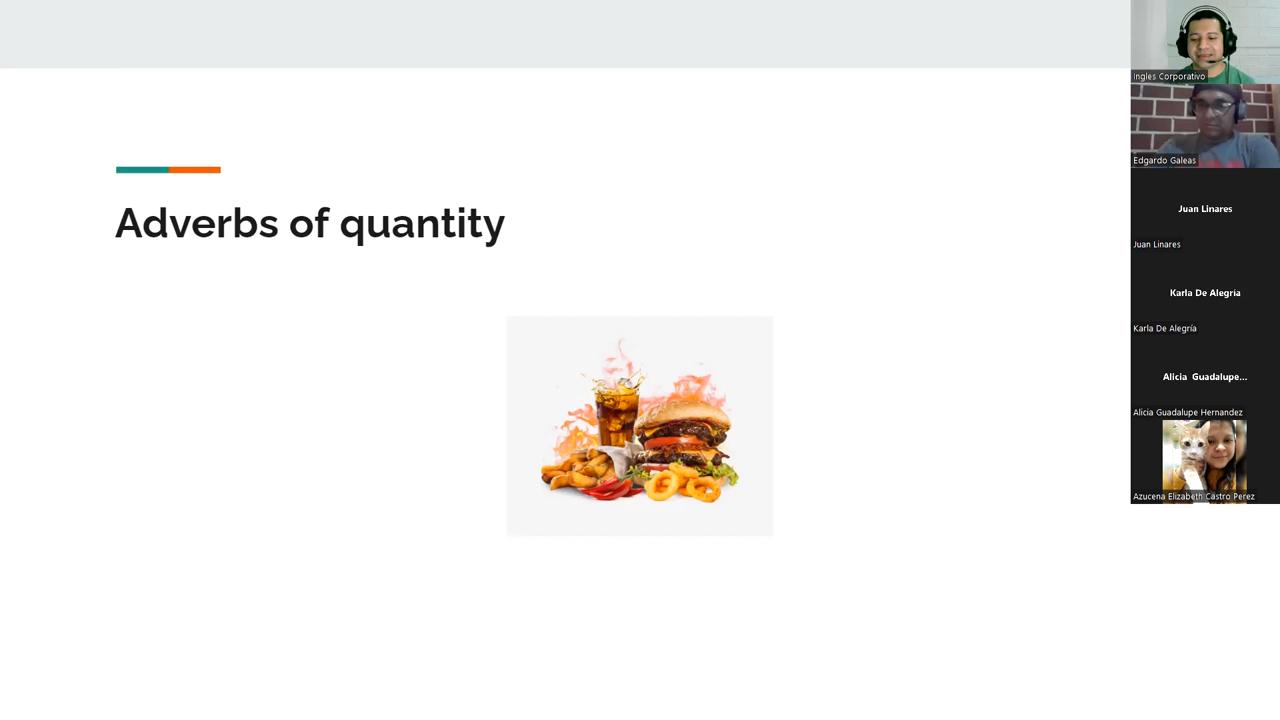 Adverbs of quantity
Ingles Corporativo
Edgardo Galeas
Juan Linares
Juan Linares
Karla De Alegría
Karla De Alegría
Alicia Guadalupe...
Alicia Guadalupe Hernandez
Azucena Elizabeth Castro Perez